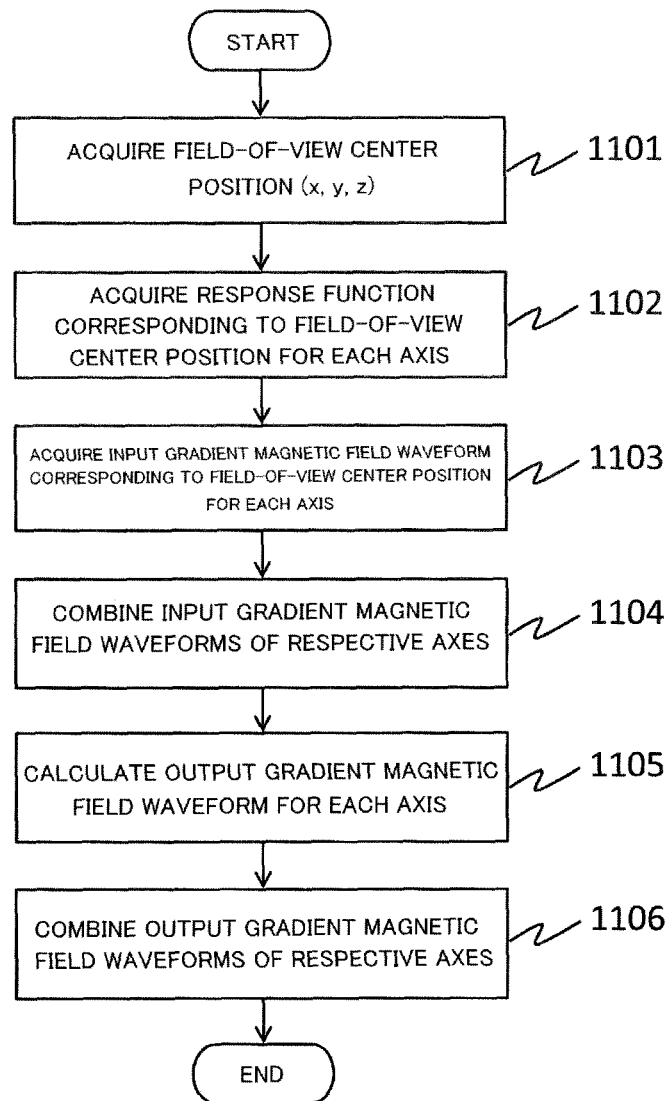 START
ACQUIRE FIELD-OF-VIEW CENTER
POSITION (x, y, z)
1101
ACQUIRE RESPONSE FUNCTION
CORRESPONDING TO FIELD-OF-VIEW
CENTER POSITION FOR EACH AXIS
1102
ACQUIRE INPUT GRADIENT MAGNETIC FIELD WAVEFORM
CORRESPONDING TO FIELD-OF-VIEW CENTER POSITION
FOR EACH AXIS
1103
COMBINE INPUT GRADIENT MAGNETIC
FIELD WAVEFORMS OF RESPECTIVE AXES
1104
CALCULATE OUTPUT GRADIENT MAGNETIC
FIELD WAVEFORM FOR EACH AXIS
1105
COMBINE OUTPUT GRADIENT MAGNETIC
FIELD WAVEFORMS OF RESPECTIVE AXES
1106
END